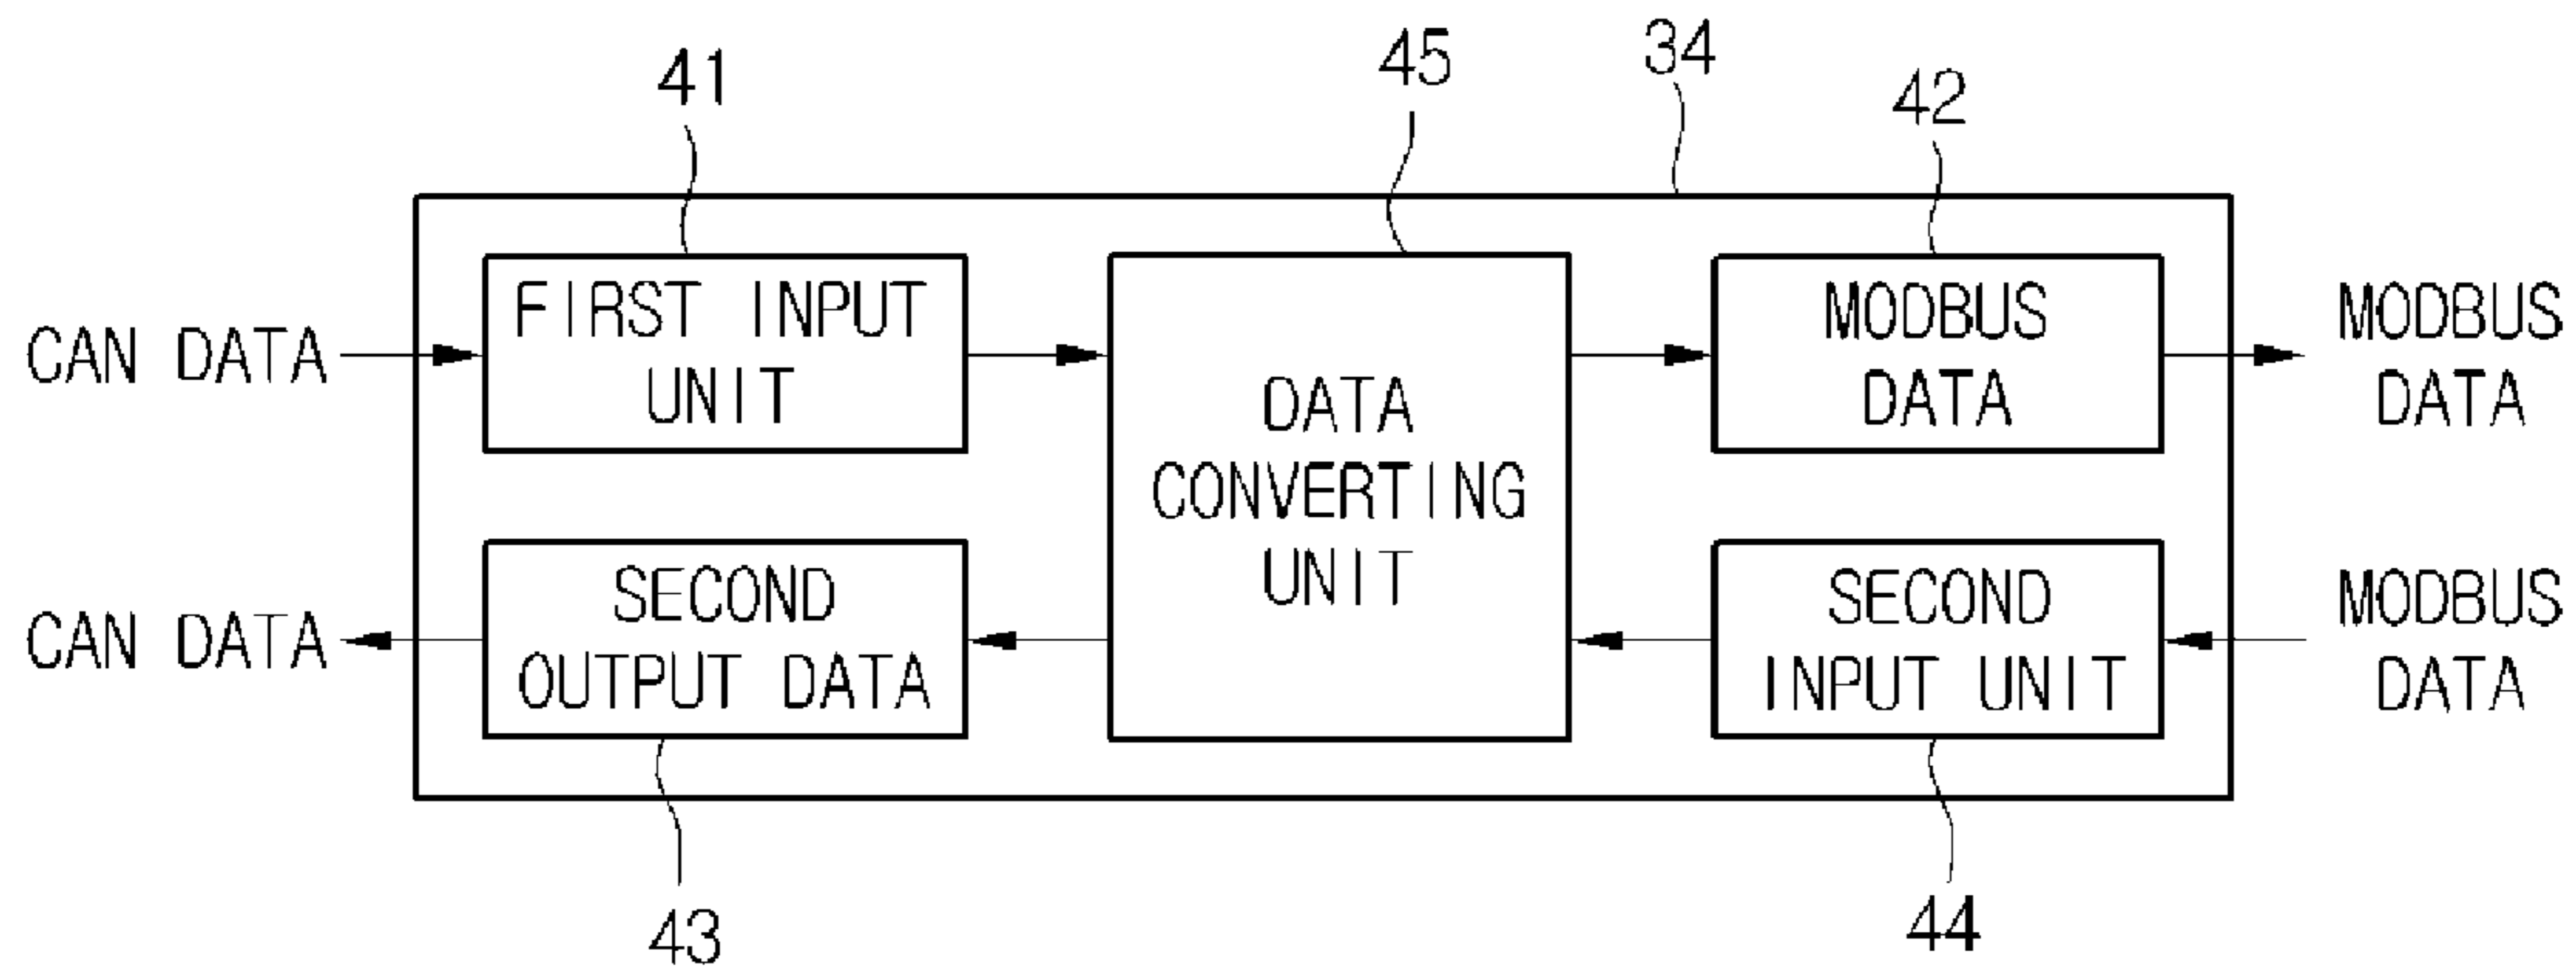 41
45
34
42
CAN DATA
FIRST INPUT
UNIT
DATA
CONVERTING
UNIT
MODBUS
DATA
MODBUS
DATA
CAN DATA
SECOND
OUTPUT DATA
SECOND
INPUT UNIT
MODBUS
DATA
43
44